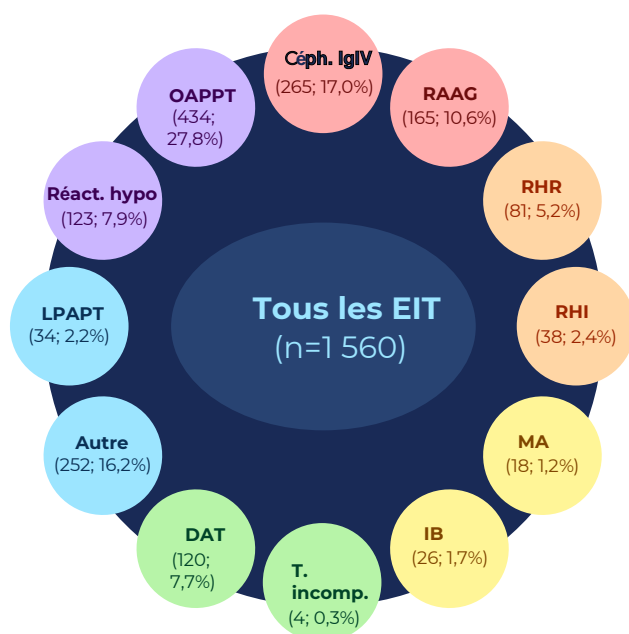 Céph. IgIV
(265; 17,0%)
RAAG
(165; 10,6%)
RHR
(81; 5,2%)
RHI
(38; 2,4%)
MA
(18; 1,2%)
IB
(26; 1,7%)
T.
incomp.
(4; 0,3%)
DAT
(120;
7,7%)
Autre
(252; 16,2%)
LPAPT
(34; 2,2%)
Réact. hypo
(123; 7,9%)
OAPPT
(434;
27,8%)
Tous les EIT
(n=1 560)